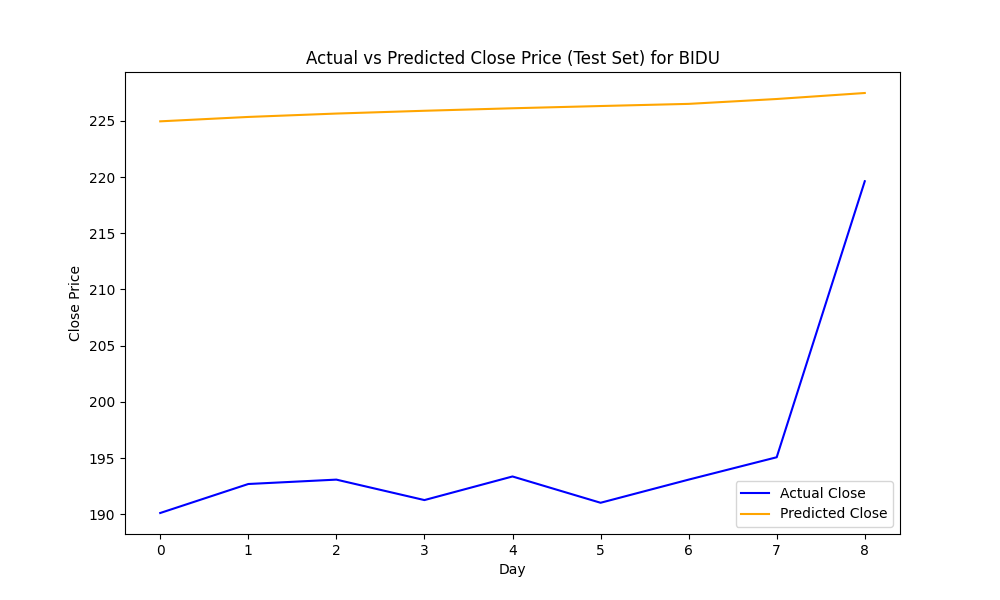 Actual vs Predicted Close Price (Test Set) for BIDU
Close Price
225
220
215
210
205
200
195
190
0 1 2 3 4 5 6 7 8
Day
Actual Close
Predicted Close